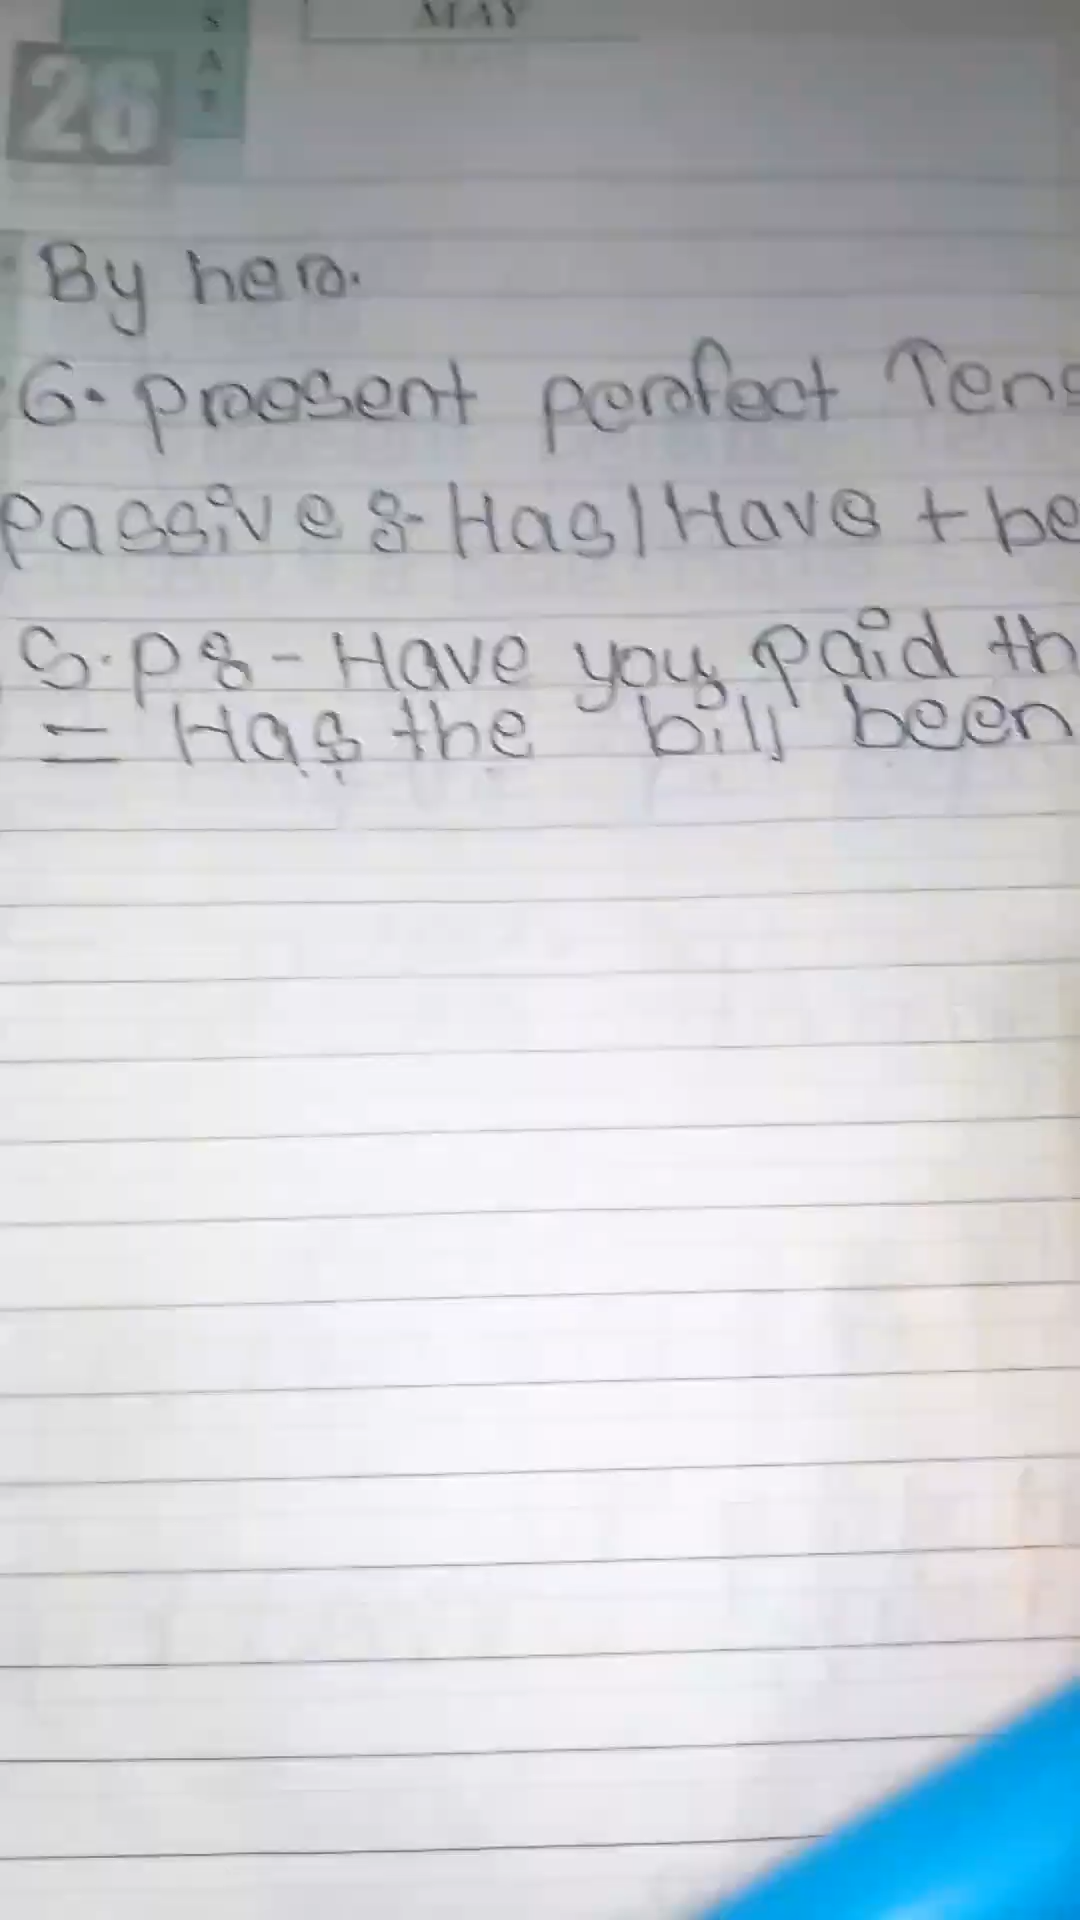 MAY
SAT
26
By her.
6. present perfect Tens
Passive :- Has/Have + be
S.P :- Have you paid th
= Has the bill been